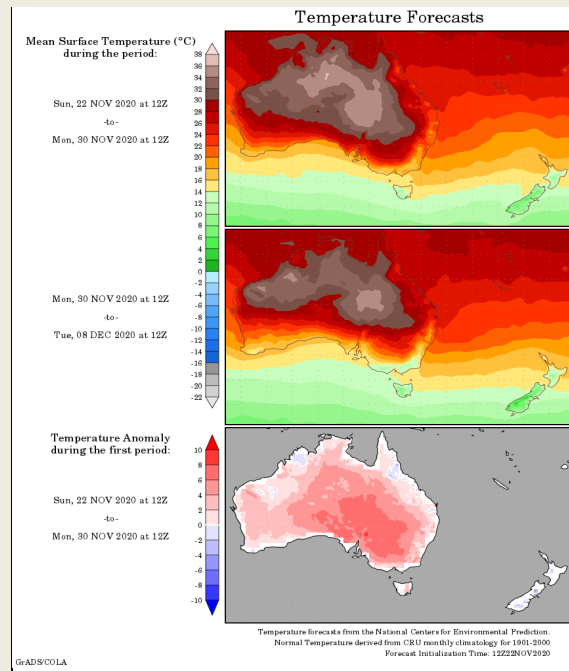 Temperature Forecasts
Mean Surface Temperature (°C)
during the period:
Sun, 22 NOV 2020 at 12Z
-to-
Mon, 30 NOV 2020 at 12Z
38
36
34
32
30
28
26
24
22
20
18
16
14
12
10
8
6
4
2
0
-2
-4
-6
-8
-10
-12
-14
-16
-18
-20
-22
Mon, 30 NOV 2020 at 12Z
-to-
Tue, 08 DEC 2020 at 12Z
Temperature Anomaly
during the first period:
Sun, 22 NOV 2020 at 12Z
-to-
Mon, 30 NOV 2020 at 12Z
10
8
6
4
2
0
-2
-4
-6
-8
-10
Temperature forecasts from the National Centers for Environmental Prediction.
Normal Temperature derived from CRU monthly climatology for 1901-2000
Forecast Initialization Time: 12Z22NOV2020
GrADS/COLA